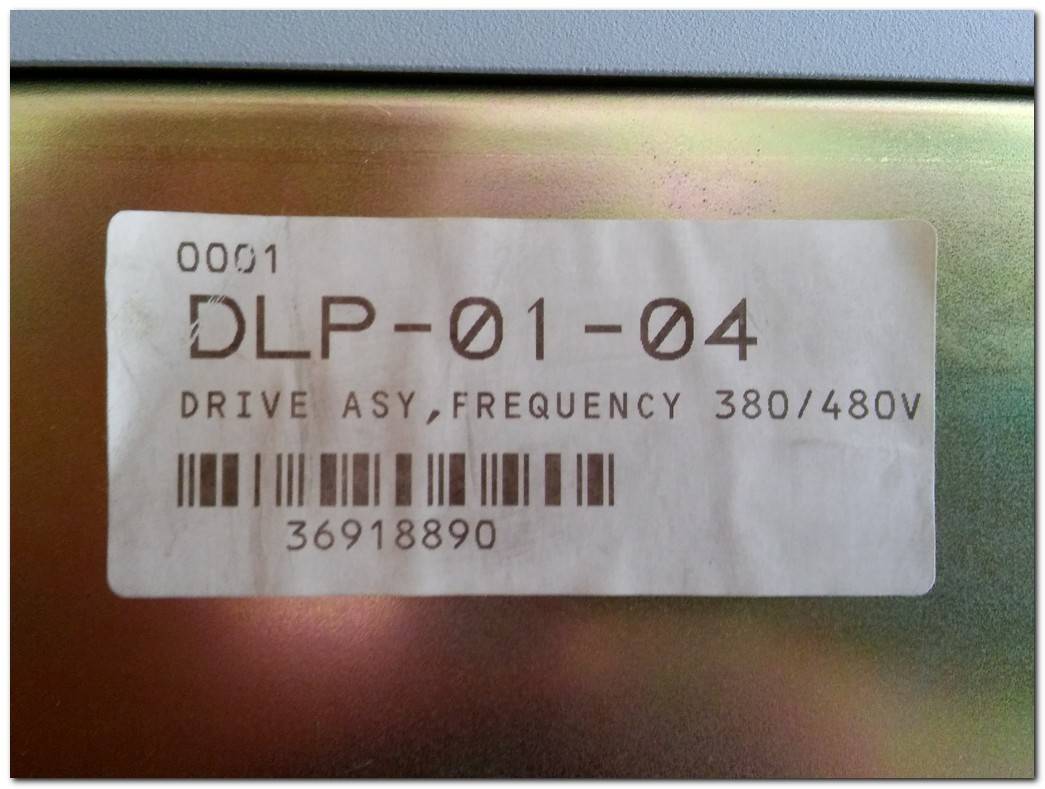 0001
DLP-01-04
DRIVE ASY,FREQUENCY 380/480V
36918890